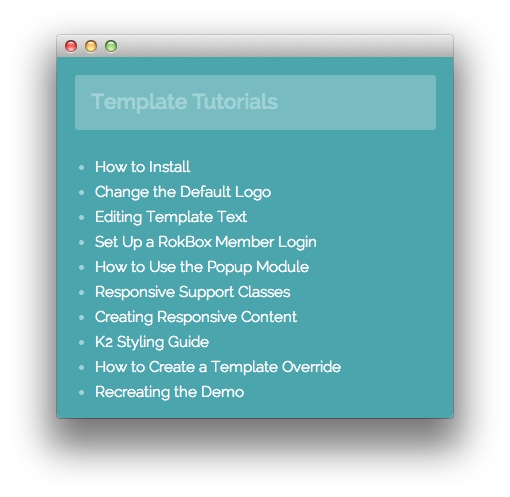 Template Tutorials
How to Install
Change the Default Logo
Editing Template Text
Set Up a RokBox Member Login
How to Use the Popup Module
Responsive Support Classes
Creating Responsive Content
K2 Styling Guide
How to Create a Template Override
Recreating the Demo